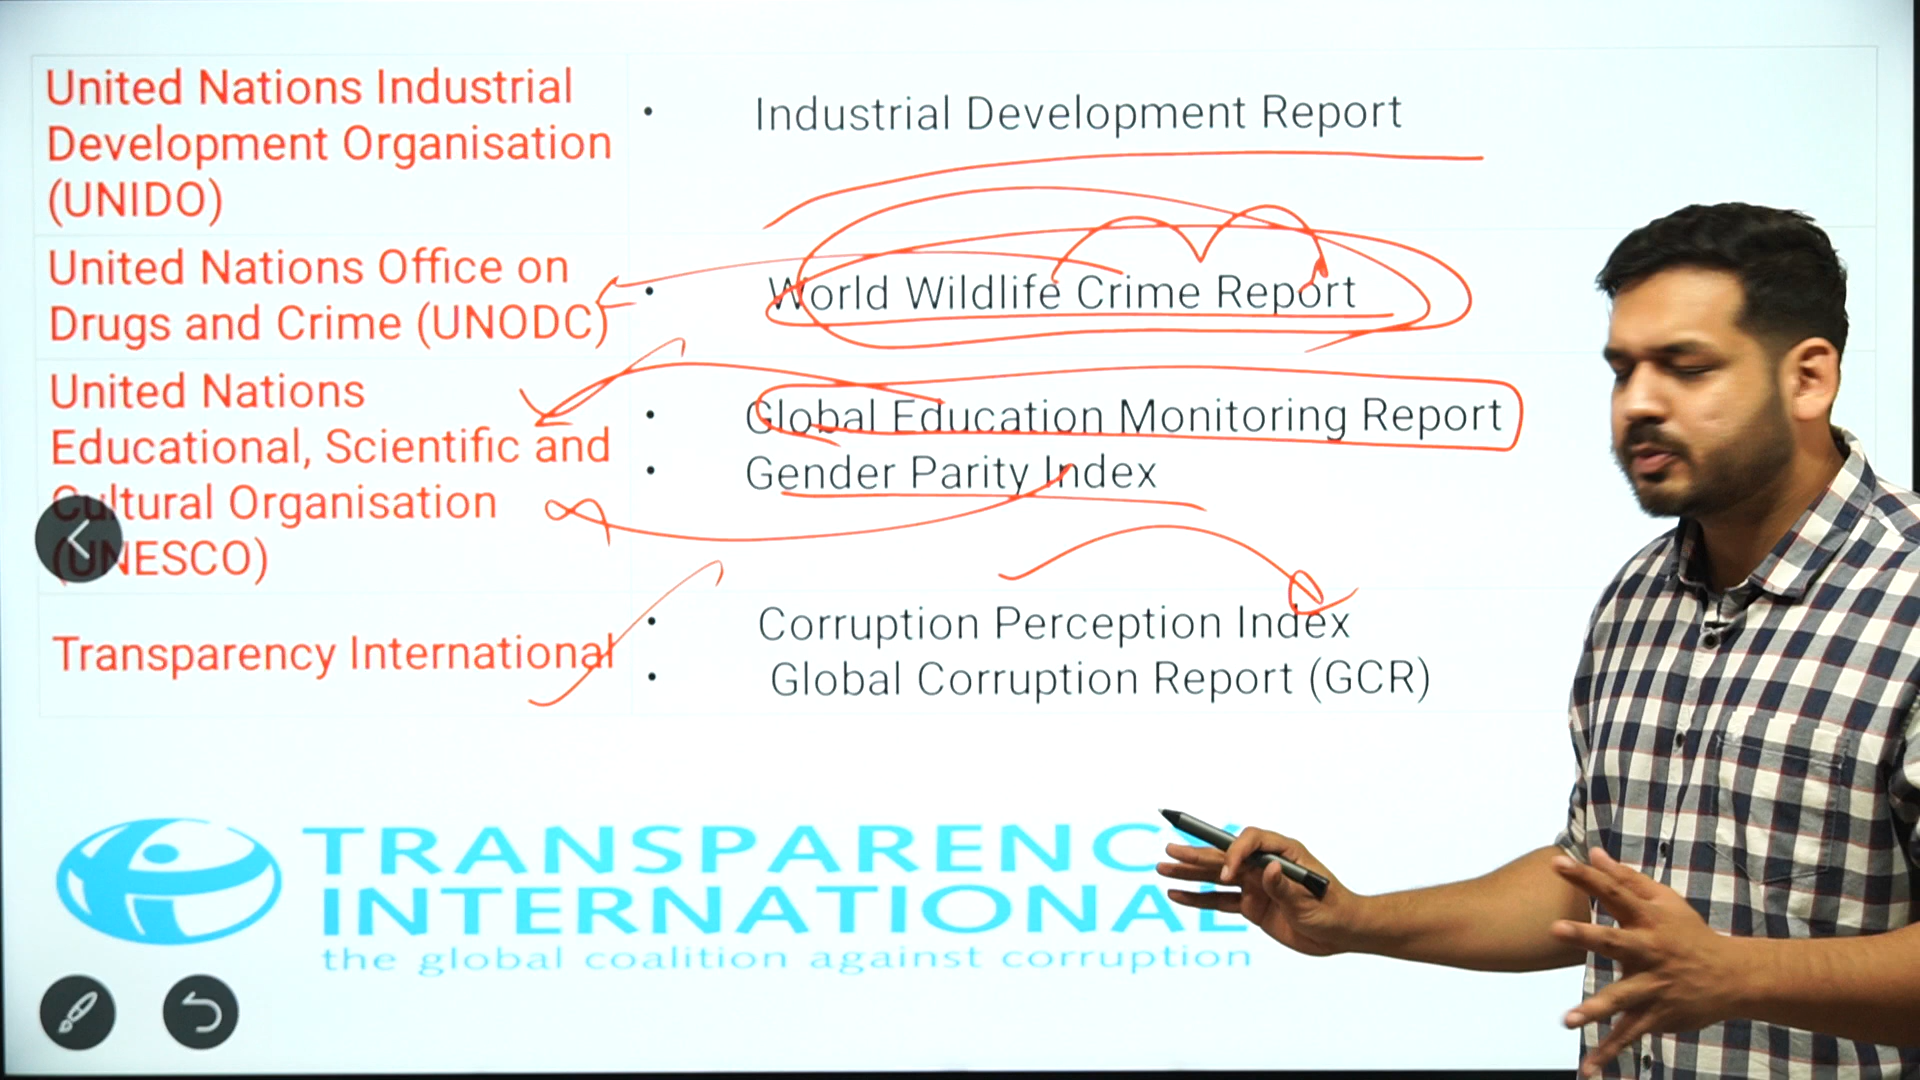 United Nations Industrial
Development Organisation
(UNIDO)
• Industrial Development Report
United Nations Office on
Drugs and Crime (UNODC)
• World Wildlife Crime Report
United Nations
Educational, Scientific and
Cultural Organisation
(UNESCO)
• Global Education Monitoring Report
• Gender Parity Index
Transparency International
• Corruption Perception Index
• Global Corruption Report (GCR)
TRANSPARENCY
INTERNATIONAL
the global coalition against corruption